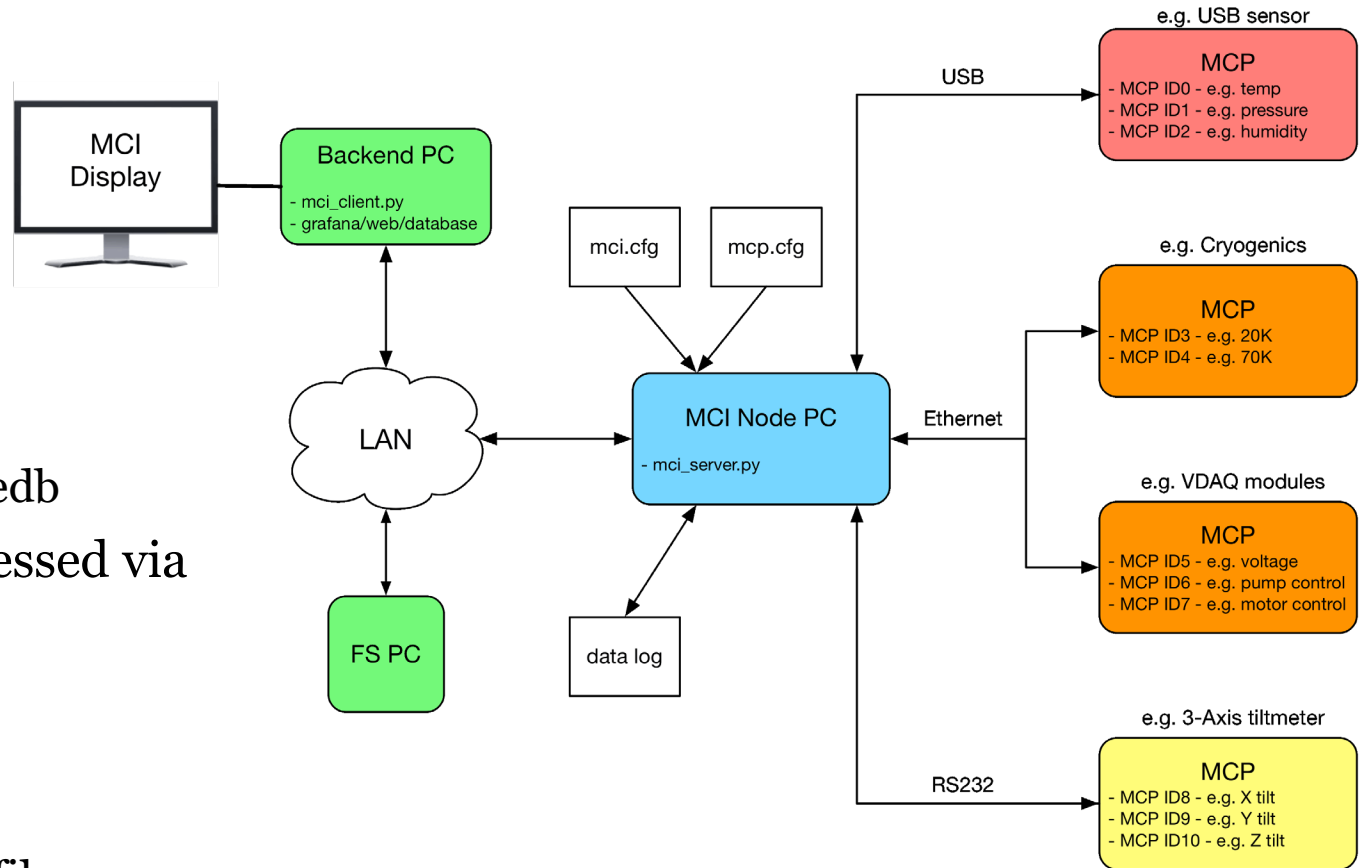 MCI
Display
Backend PC
- mci_client.py
- grafana/web/database
LAN
FS PC
edb
essed via
mci.cfg
mcp.cfg
MCI Node PC
- mci_server.py
data log
USB
Ethernet
RS232
e.g. USB sensor
MCP
- MCP ID0 - e.g. temp
- MCP ID1 - e.g. pressure
- MCP ID2 - e.g. humidity
e.g. Cryogenics
MCP
- MCP ID3 - e.g. 20K
- MCP ID4 - e.g. 70K
e.g. VDAQ modules
MCP
- MCP ID5 - e.g. voltage
- MCP ID6 - e.g. pump control
- MCP ID7 - e.g. motor control
e.g. 3-Axis tiltmeter
MCP
- MCP ID8 - e.g. X tilt
- MCP ID9 - e.g. Y tilt
- MCP ID10 - e.g. Z tilt